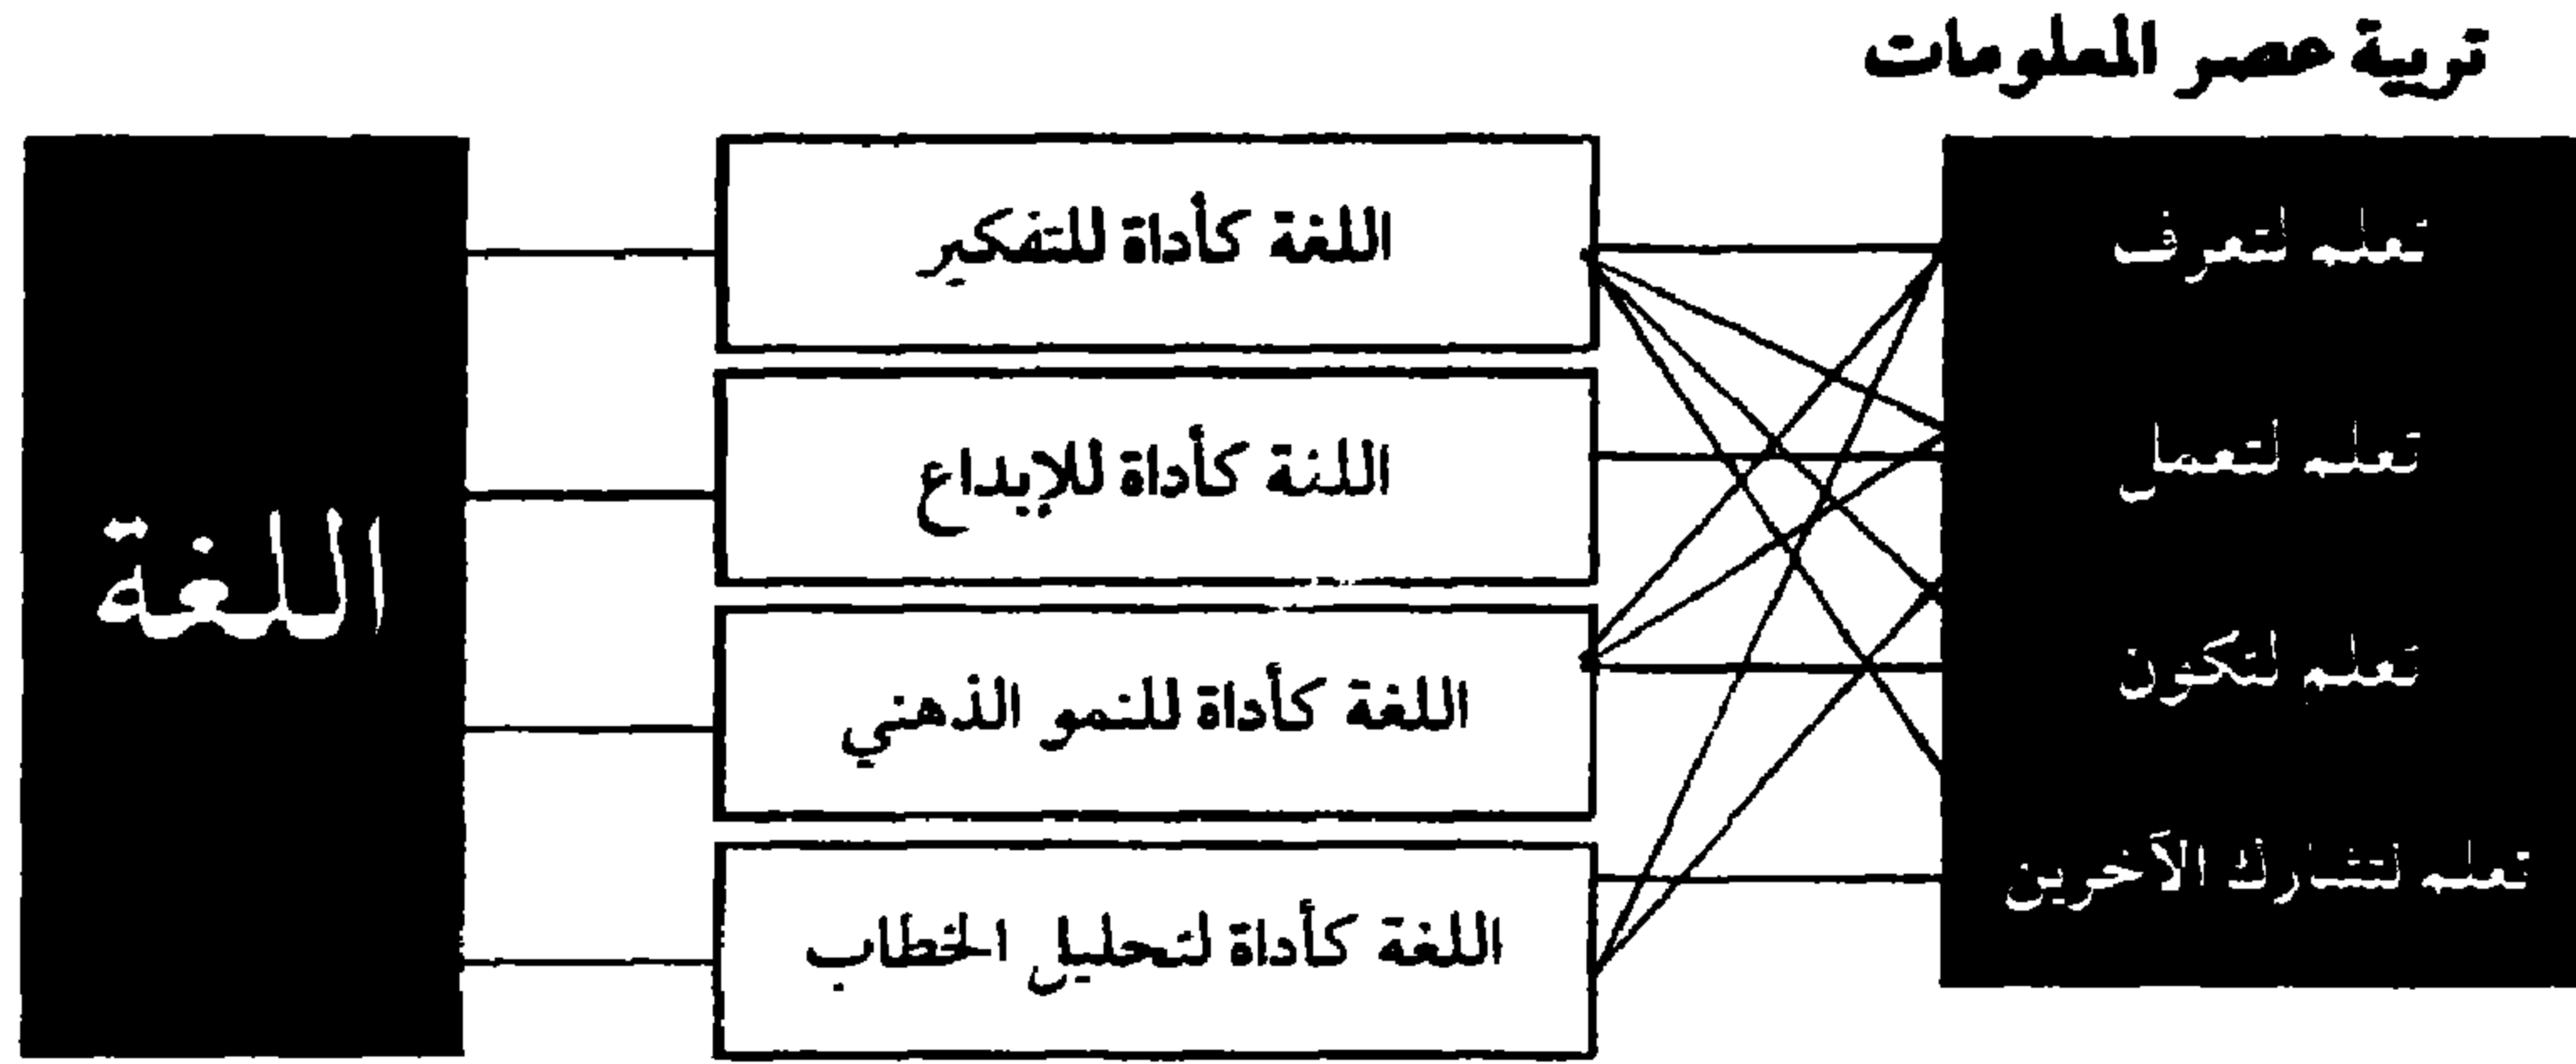 تربية عصر المعلومات
تعلم لتعرف
تعلم لتعمل
تعلم لتكون
تعلم لتشارك الآخرين
اللغة كأداة للتفكير
اللغة كأداة للإبداع
اللغة كأداة للنمو الذهني
اللغة كأداة لتحليل الخطاب
اللغة